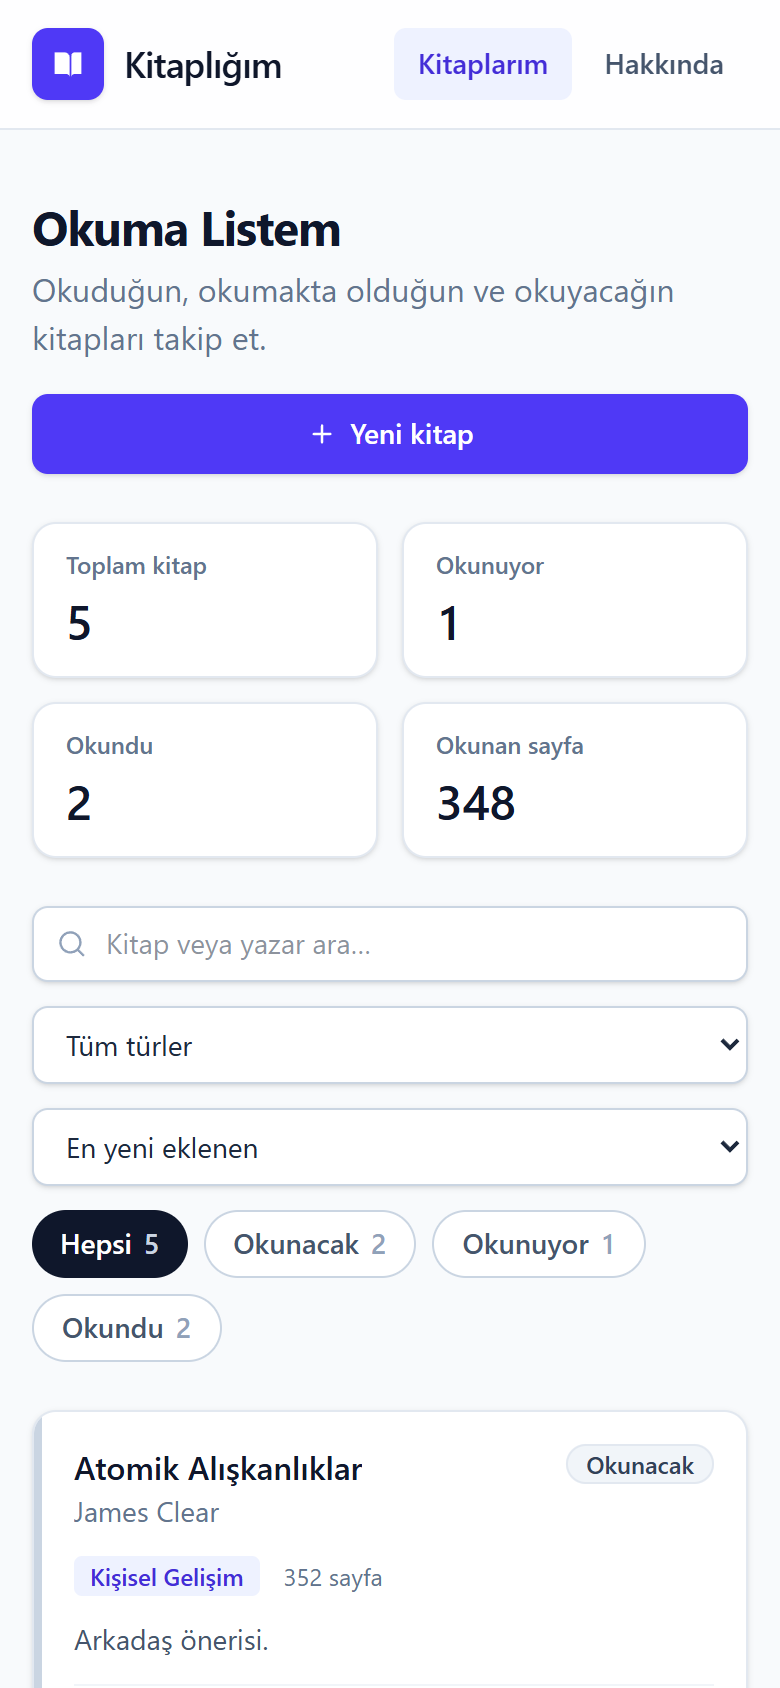 Kitaplığım
Kitaplarım
Hakkında
Okuma Listem
Okuduğun, okumakta olduğun ve okuyacağın
kitapları takip et.
+ Yeni kitap
Toplam kitap
5
Okunuyor
1
Okundu
2
Okunan sayfa
348
Kitap veya yazar ara...
Tüm türler
En yeni eklenen
Hepsi 5
Okunacak 2
Okunuyor 1
Okundu 2
Atomik Alışkanlıklar
Okunacak
James Clear
Kişisel Gelişim
352 sayfa
Arkadaş önerisi.